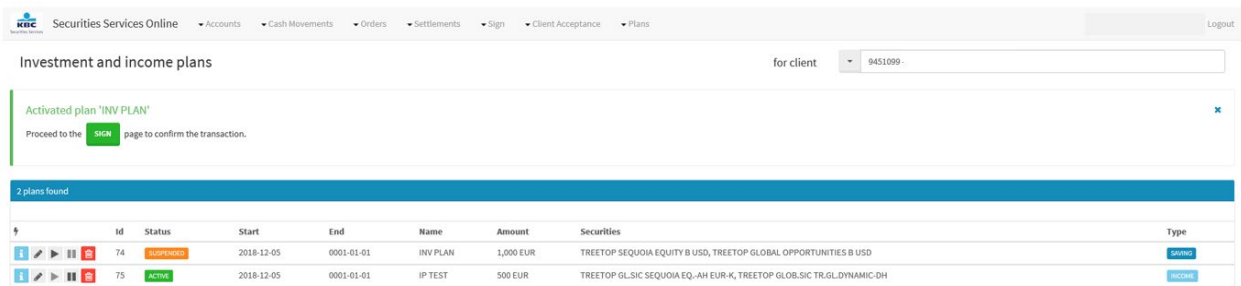 KBC Securities Services Online Accounts Cash Movements Orders Settlements Sign Client Acceptance Plans Logout
Securities Services
Investment and income plans for client 9451099 -
Activated plan 'INV PLAN'
Proceed to the SIGN page to confirm the transaction.
2 plans found
Id Status Start End Name Amount Securities Type
74 SUSPENDED 2018-12-05 0001-01-01 INV PLAN 1,000 EUR TREETOP SEQUOIA EQUITY B USD, TREETOP GLOBAL OPPORTUNITIES B USD SAVING
75 ACTIVE 2018-12-05 0001-01-01 IP TEST 500 EUR TREETOP GL.SIC SEQUOIA EQ.-AH EUR-K, TREETOP GLOB.SIC TR.GL.DYNAMIC-DH INCOME